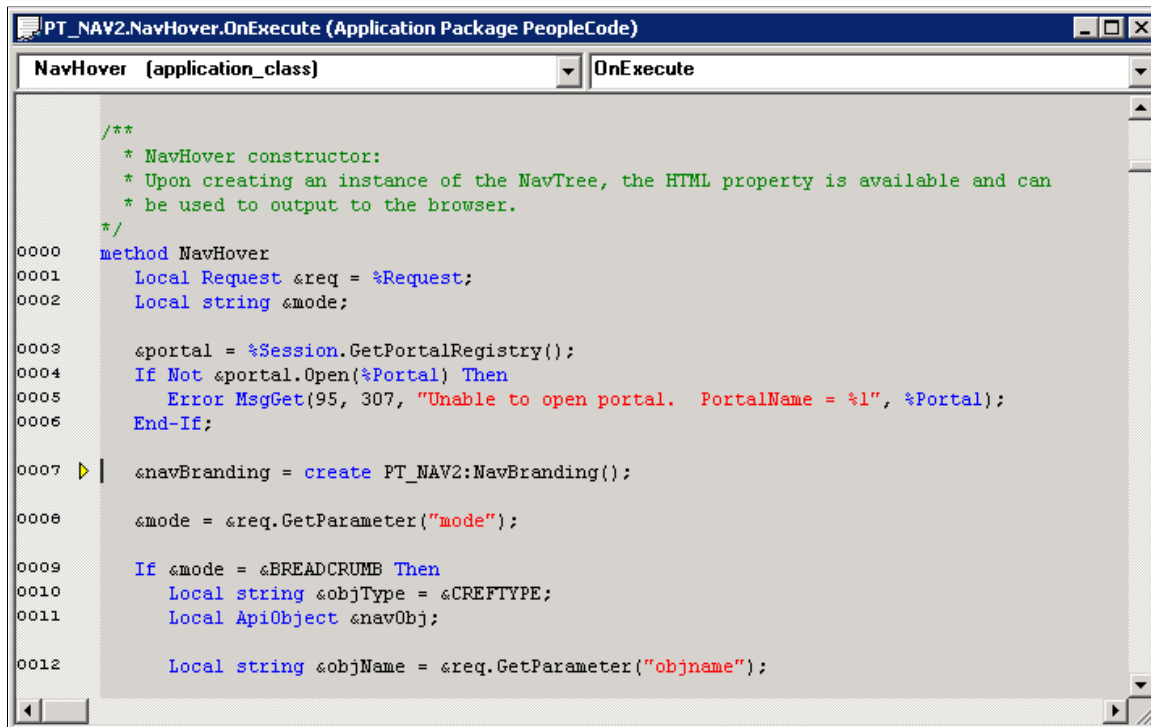 PT_NAV2.NavHover.OnExecute (Application Package PeopleCode)
NavHover (application_class) OnExecute
/**
* NavHover constructor:
* Upon creating an instance of the NavTree, the HTML property is available and can
* be used to output to the browser.
*/
0000 method NavHover
0001 Local Request &req = %Request;
0002 Local string &mode;
0003 &portal = %Session.GetPortalRegistry();
0004 If Not &portal.Open(%Portal) Then
0005 Error MsgGet(95, 307, "Unable to open portal.  PortalName = %1", %Portal);
0006 End-If;
0007 &navBranding = create PT_NAV2:NavBranding();
0008 &mode = &req.GetParameter("mode");
0009 If &mode = &BREADCRUMB Then
0010 Local string &objType = &CREFTYPE;
0011 Local ApiObject &navObj;
0012 Local string &objName = &req.GetParameter("objname");